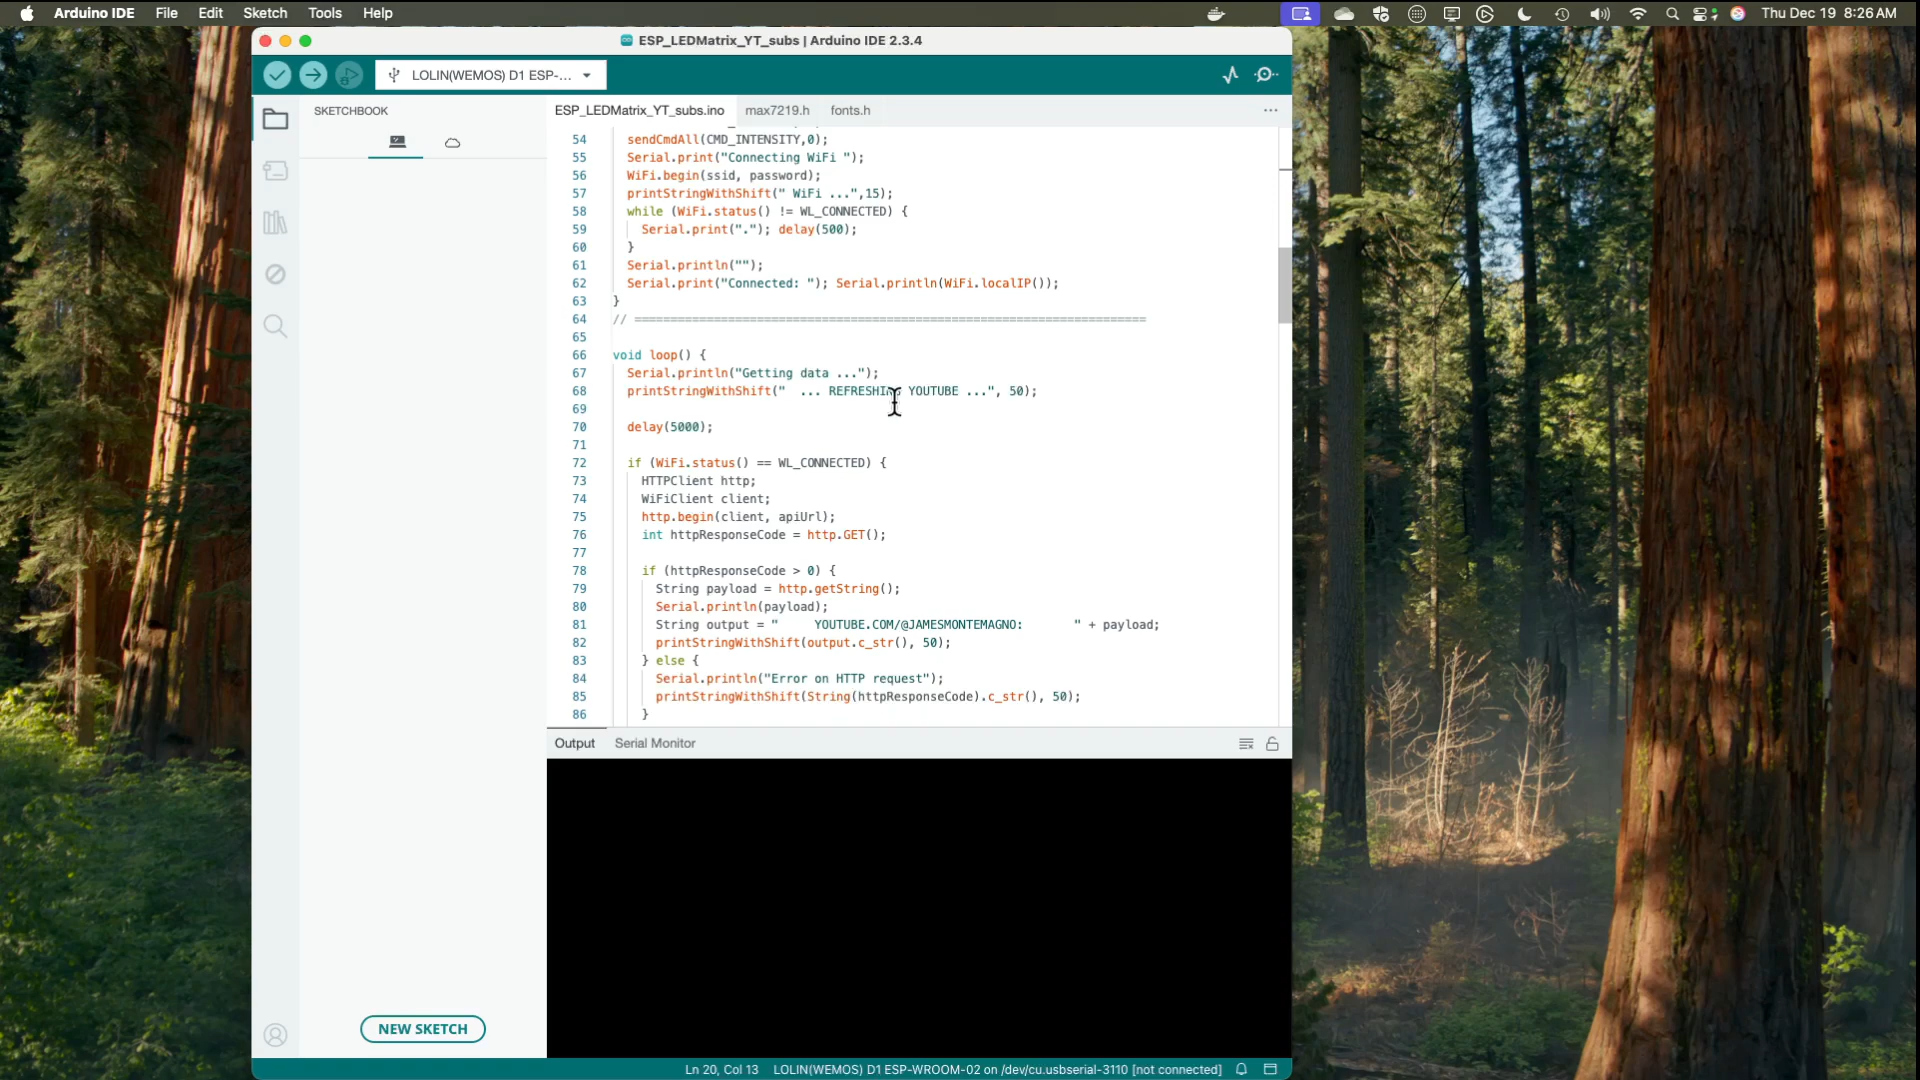 Arduino IDE File Edit Sketch Tools Help
Thu Dec 19 8:26 AM
ESP_LEDMatrix_YT_subs | Arduino IDE 2.3.4
LOLIN(WEMOS) D1 ESP-...
SKETCHBOOK
ESP_LEDMatrix_YT_subs.ino max7219.h fonts.h
54 sendCmdAll(CMD_INTENSITY,0);
55 Serial.print("Connecting WiFi ");
56 WiFi.begin(ssid, password);
57 printStringWithShift(" WiFi ...",15);
58 while (WiFi.status() != WL_CONNECTED) {
59 Serial.print("."); delay(500);
60 }
61 Serial.println("");
62 Serial.print("Connected: "); Serial.println(WiFi.localIP());
63 }
64 // =======================================================================
65
66 void loop() {
67 Serial.println("Getting data ...");
68 printStringWithShift("  ... REFRESHING YOUTUBE ...", 50);
69
70 delay(5000);
71
72 if (WiFi.status() == WL_CONNECTED) {
73 HTTPClient http;
74 WiFiClient client;
75 http.begin(client, apiUrl);
76 int httpResponseCode = http.GET();
77
78 if (httpResponseCode > 0) {
79 String payload = http.getString();
80 Serial.println(payload);
81 String output = "     YOUTUBE.COM/@JAMESMONTEMAGNO:       " + payload;
82 printStringWithShift(output.c_str(), 50);
83 } else {
84 Serial.println("Error on HTTP request");
85 printStringWithShift(String(httpResponseCode).c_str(), 50);
86 }
Output Serial Monitor
NEW SKETCH
Ln 20, Col 13 LOLIN(WEMOS) D1 ESP-WROOM-02 on /dev/cu.usbserial-3110 [not connected]